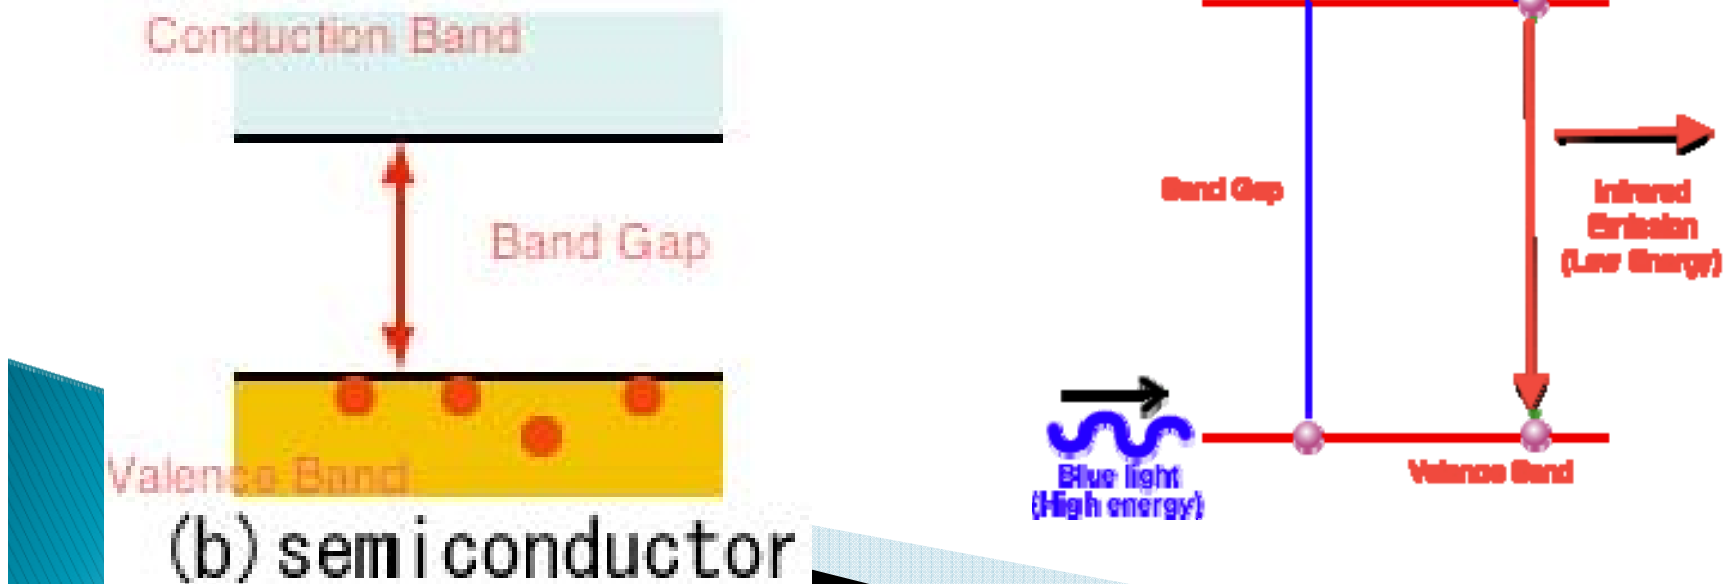 Conduction Band
Band Gap
Valence Band
(b) semiconductor
Band Gap
Infrared
Emission
(Low Energy)
Blue light
(High energy)
Valence Band